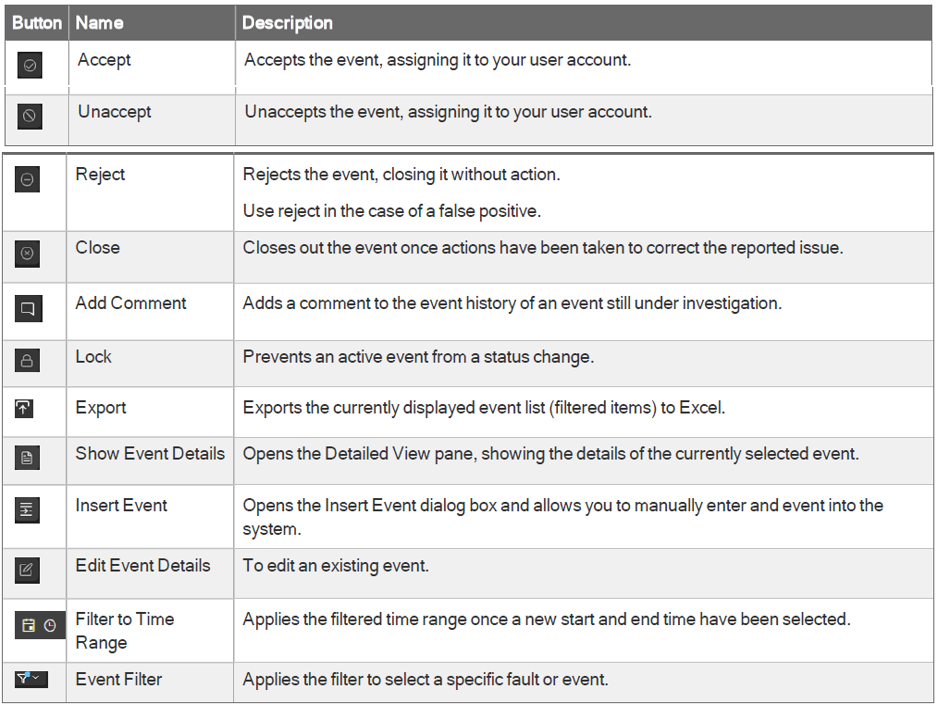 Button Name Description
Accept Accepts the event, assigning it to your user account.
Unaccept Unaccepts the event, assigning it to your user account.
Reject Rejects the event, closing it without action.
Use reject in the case of a false positive.
Close Closes out the event once actions have been taken to correct the reported issue.
Add Comment Adds a comment to the event history of an event still under investigation.
Lock Prevents an active event from a status change.
Export Exports the currently displayed event list (filtered items) to Excel.
Show Event Details Opens the Detailed View pane, showing the details of the currently selected event.
Insert Event Opens the Insert Event dialog box and allows you to manually enter and event into the
system.
Edit Event Details To edit an existing event.
Filter to Time Applies the filtered time range once a new start and end time have been selected.
Range
Event Filter Applies the filter to select a specific fault or event.